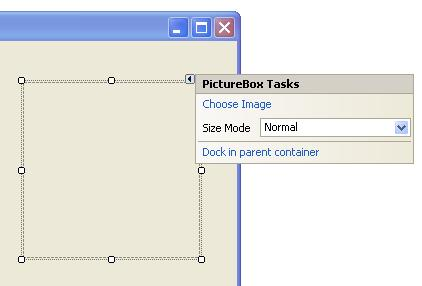 PictureBox Tasks
Choose Image
Size Mode Normal
Dock in parent container